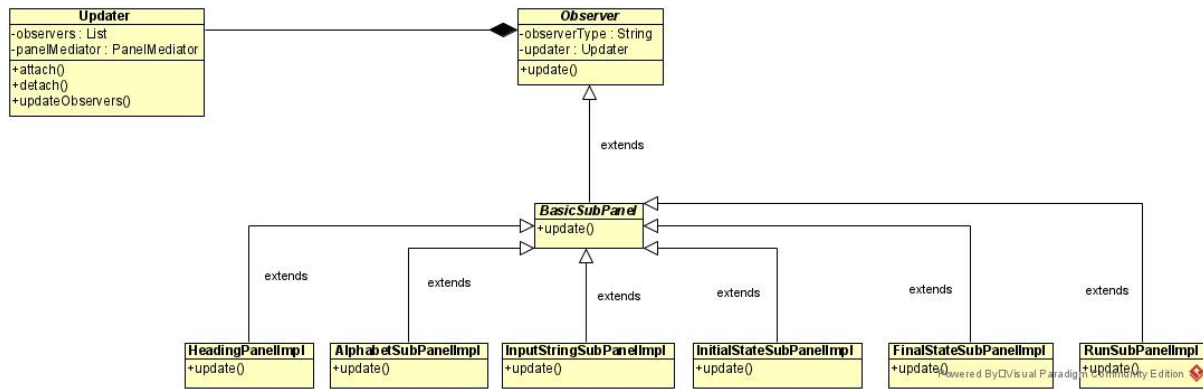 Updater
-observers : List
-panelMediator : PanelMediator
+attach()
+detach()
+updateObservers()
Observer
-observerType : String
-updater : Updater
+update()
extends
BasicSubPanel
+update()
extends
extends
extends
extends
extends
extends
HeadingPanelImpl
+update()
AlphabetSubPanelImpl
+update()
InputStringSubPanelImpl
+update()
InitialStateSubPanelImpl
+update()
FinalStateSubPanelImpl
+update()
RunSubPanelImpl
+update()
Powered By Visual Paradigm Community Edition